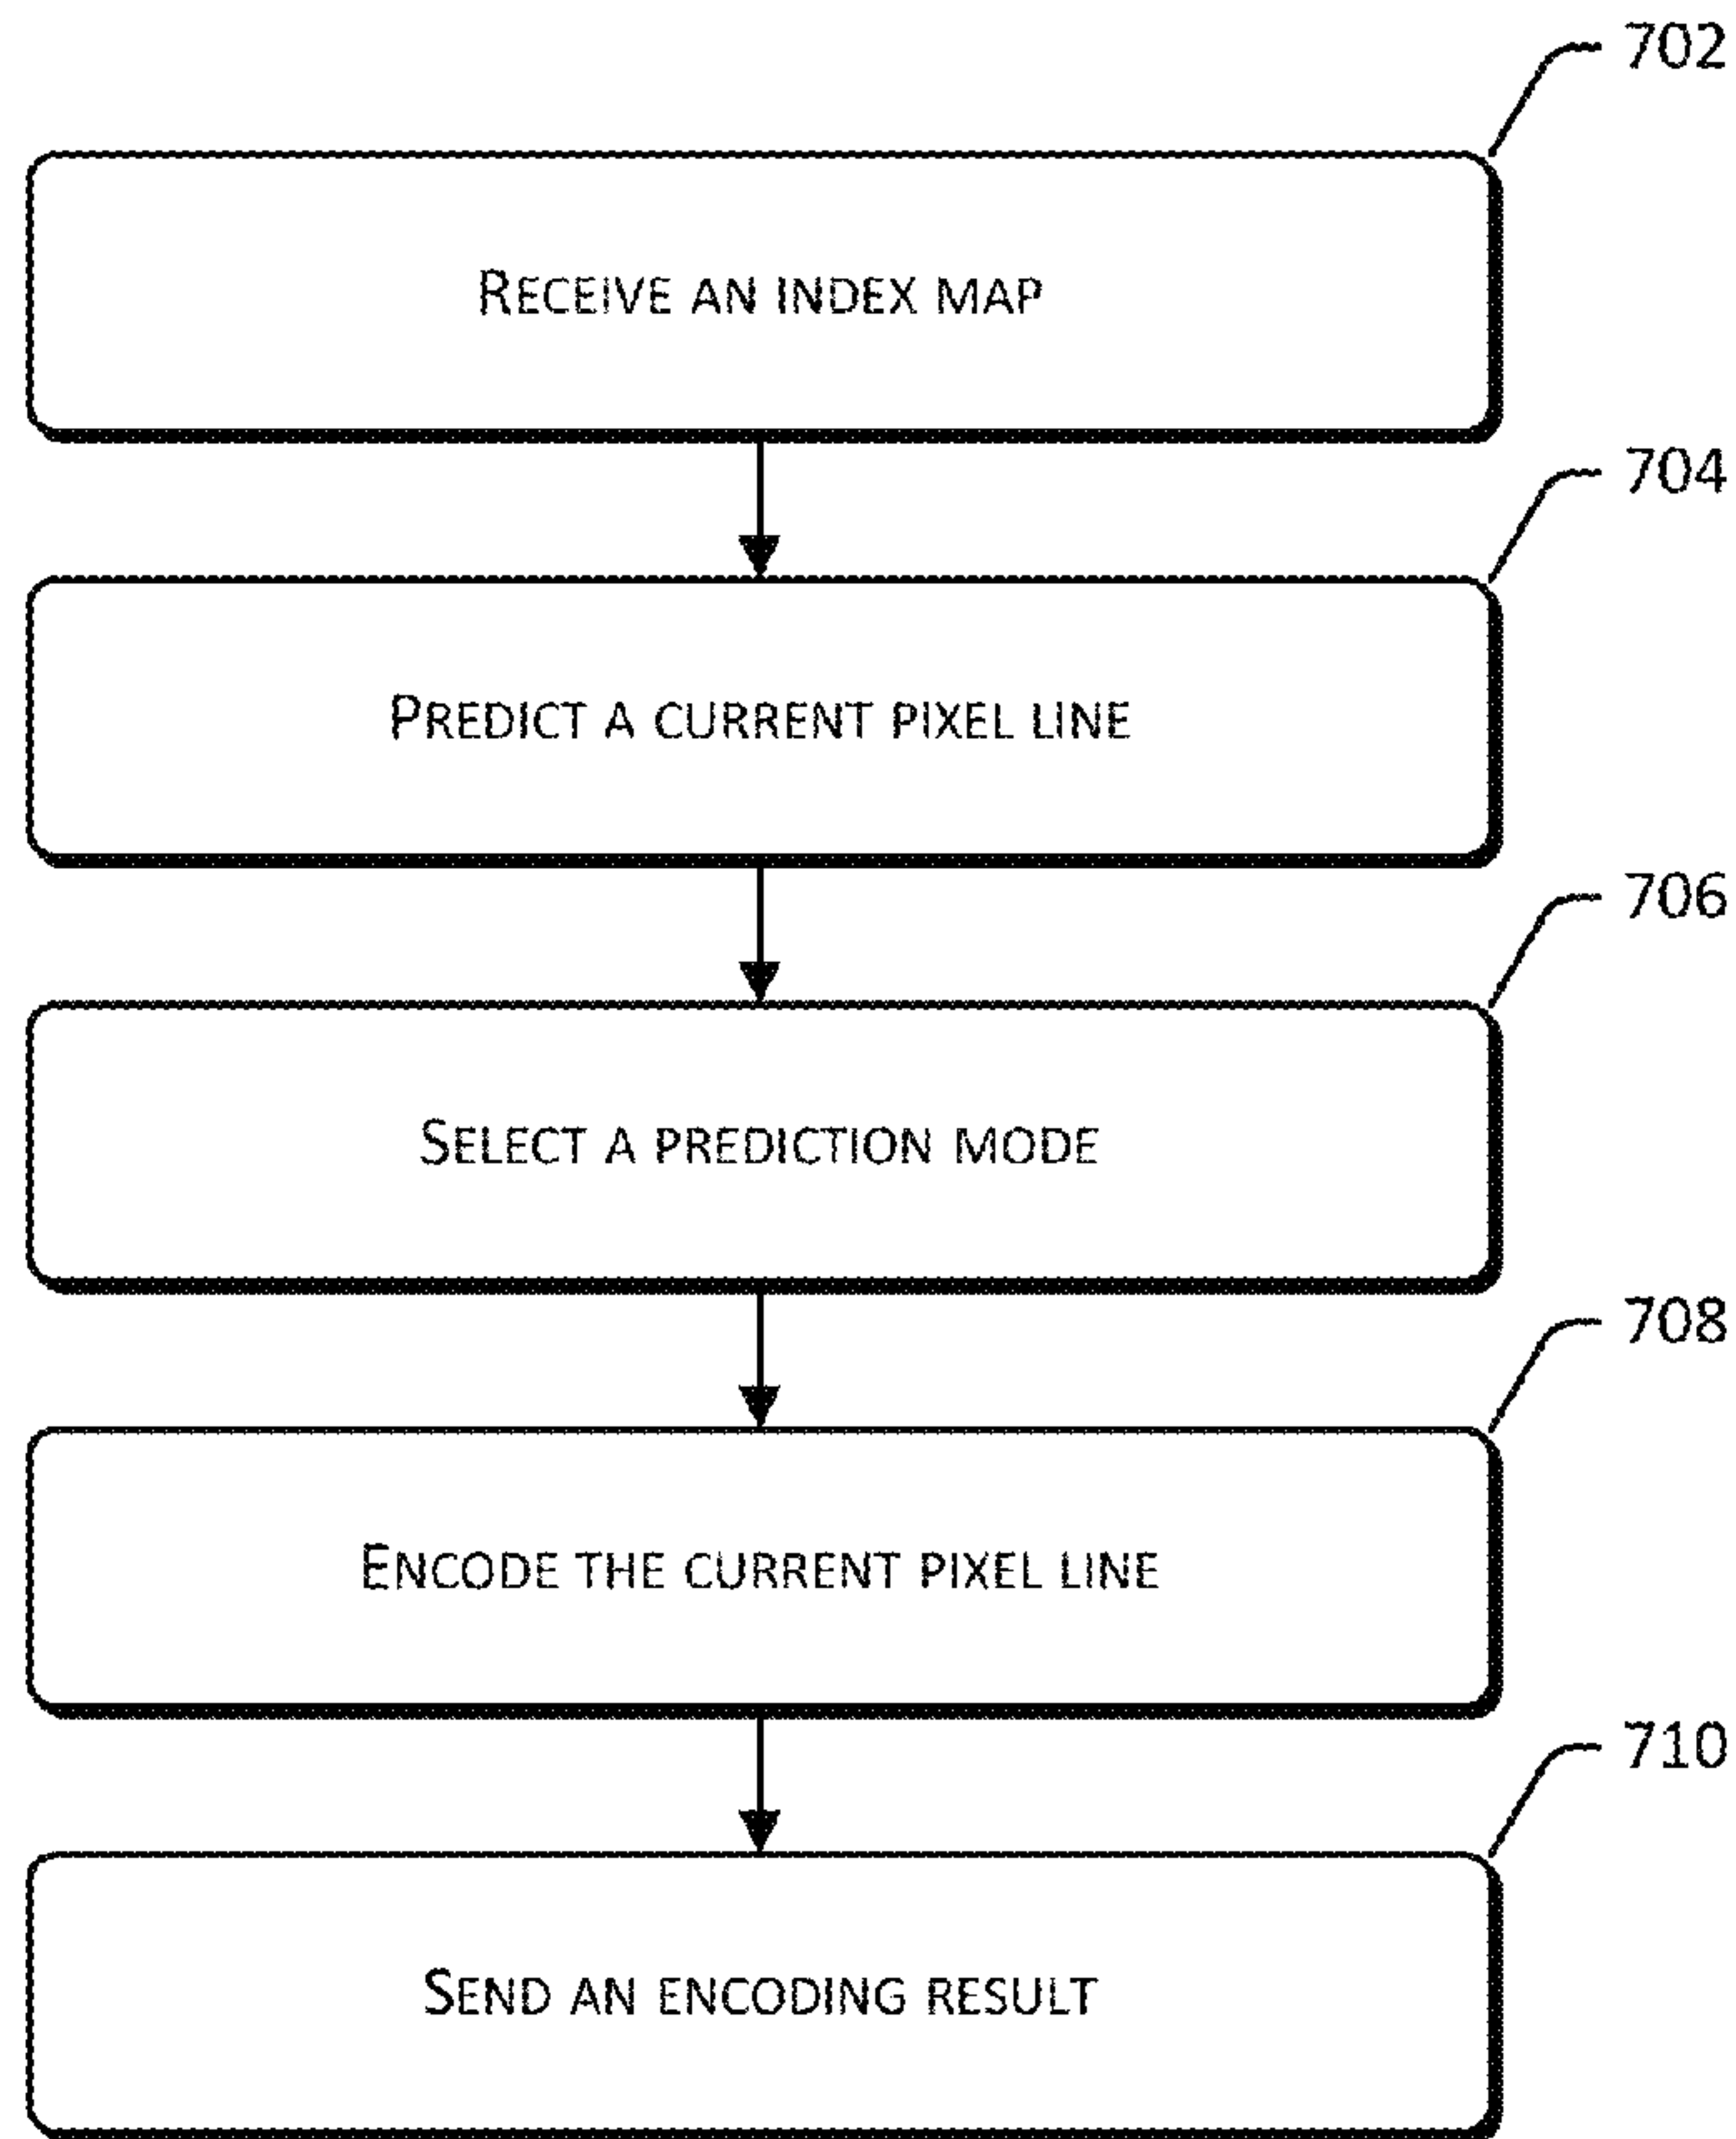 702
RECEIVE AN INDEX MAP
704
PREDICT A CURRENT PIXEL LINE
706
SELECT A PREDICTION MODE
708
ENCODE THE CURRENT PIXEL LINE
710
SEND AN ENCODING RESULT